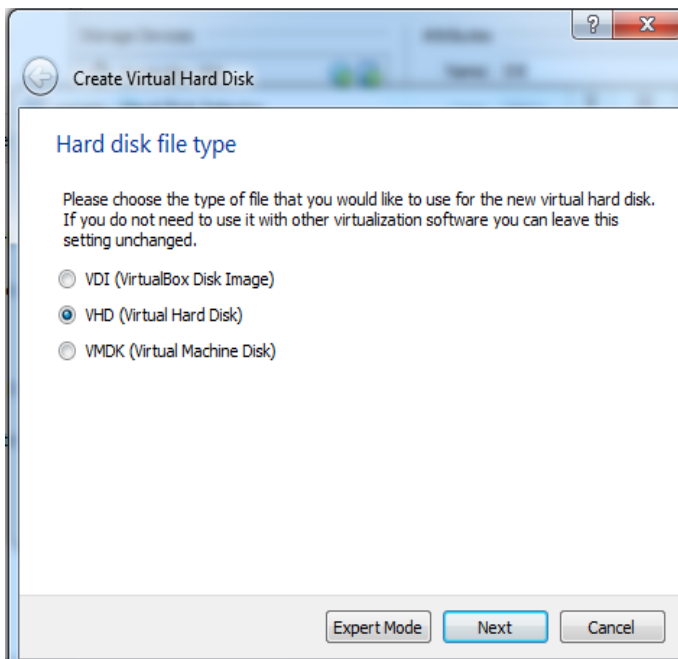 Create Virtual Hard Disk
Hard disk file type
Please choose the type of file that you would like to use for the new virtual hard disk.
If you do not need to use it with other virtualization software you can leave this
setting unchanged.
VDI (VirtualBox Disk Image)
VHD (Virtual Hard Disk)
VMDK (Virtual Machine Disk)
Expert Mode Next Cancel